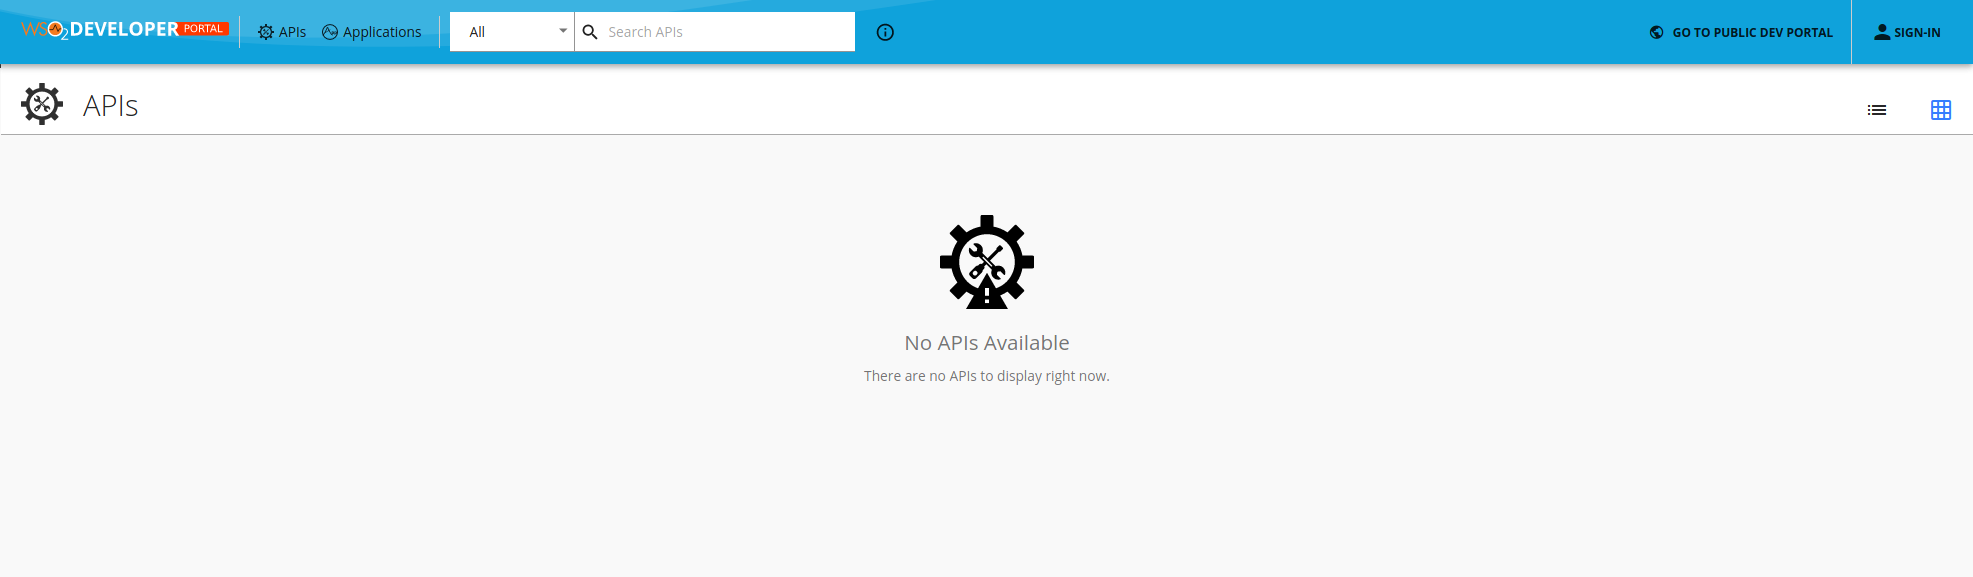 WSO2 DEVELOPER PORTAL
APIs
Applications
All
Search APIs
GO TO PUBLIC DEV PORTAL
SIGN-IN
APIs
No APIs Available
There are no APIs to display right now.